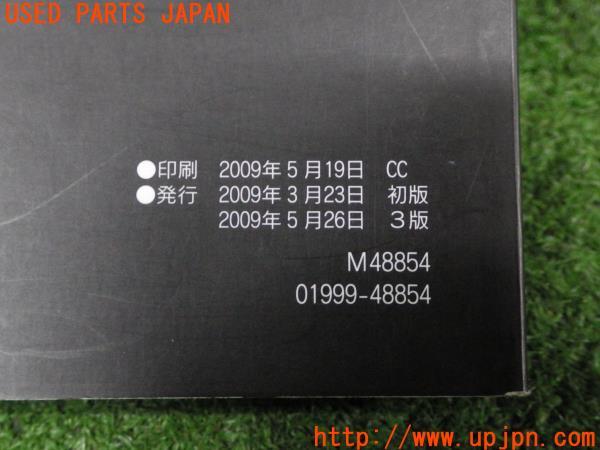 USED PARTS JAPAN
●印刷 2009年5月19日 CC
●発行 2009年3月23日 初版
2009年5月26日 3版
M48854
01999-48854
http://www.upjpn.com/